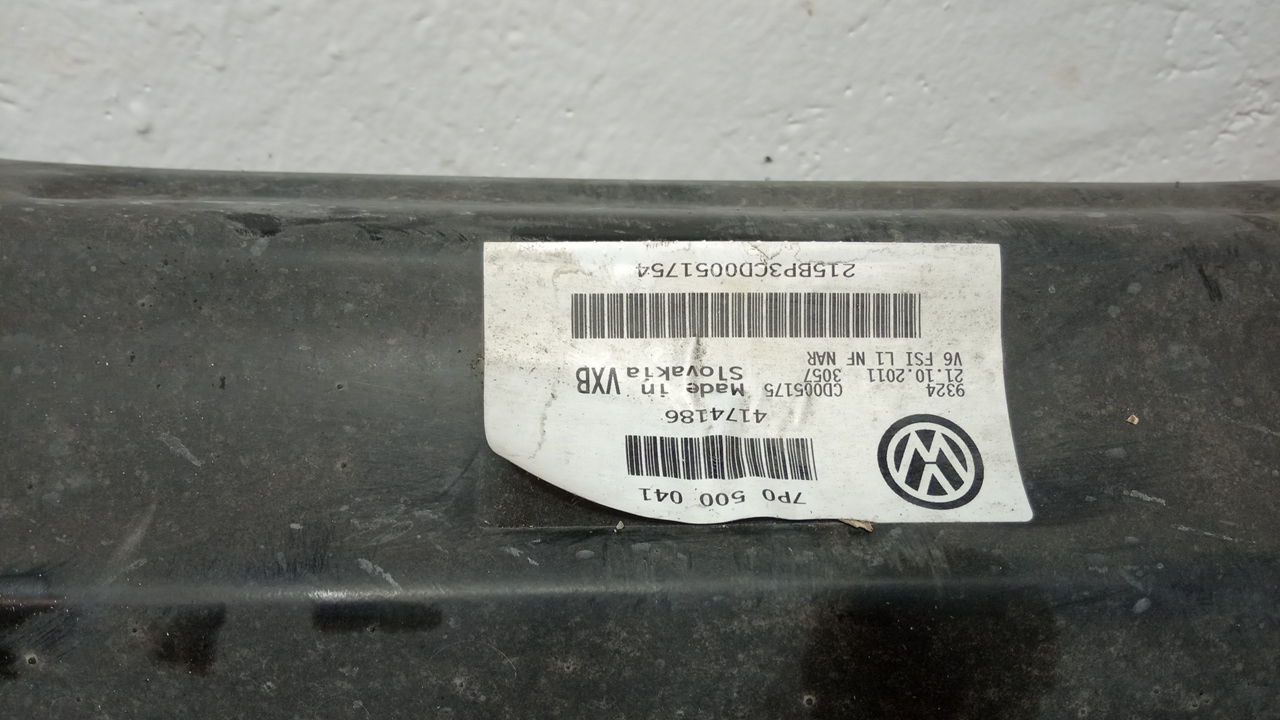 7P0 500 041
4174186
9324 CD005175 Made in VXB
21.10.2011 3057 Slovakia
V6 FSI L1 NF NAR
215BP3CD0051754